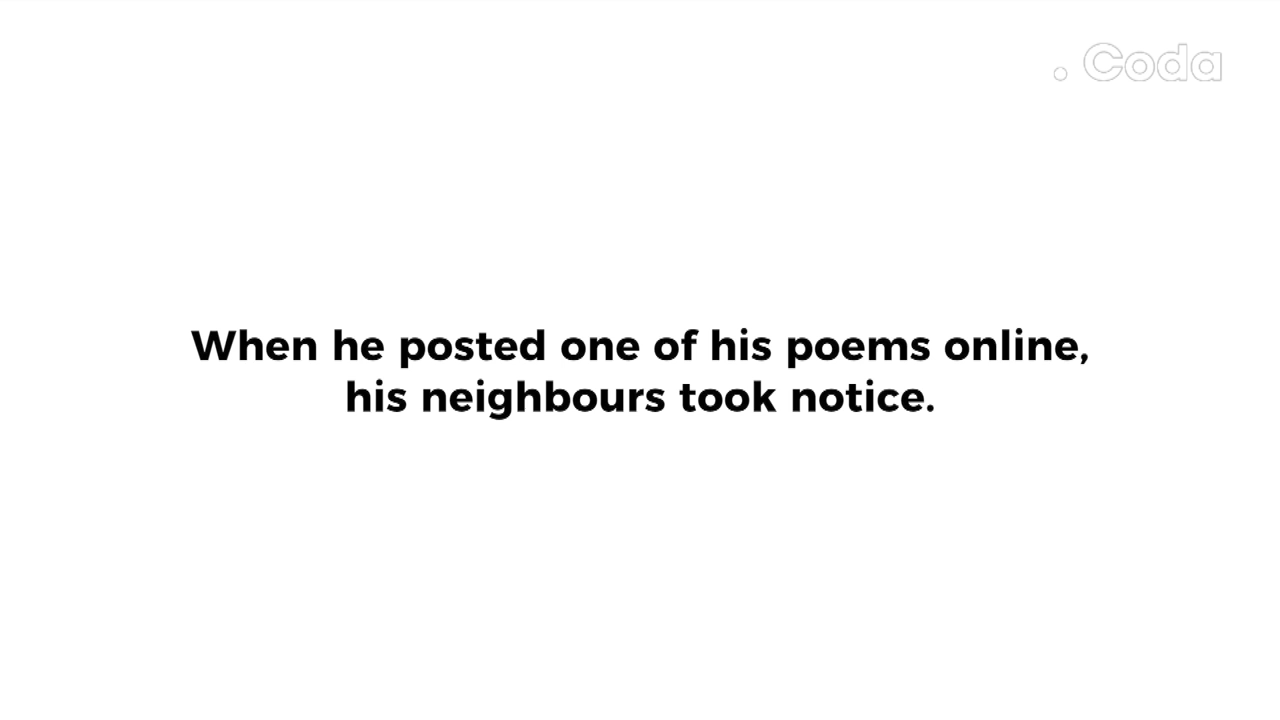 . Coda
When he posted one of his poems online,
his neighbours took notice.